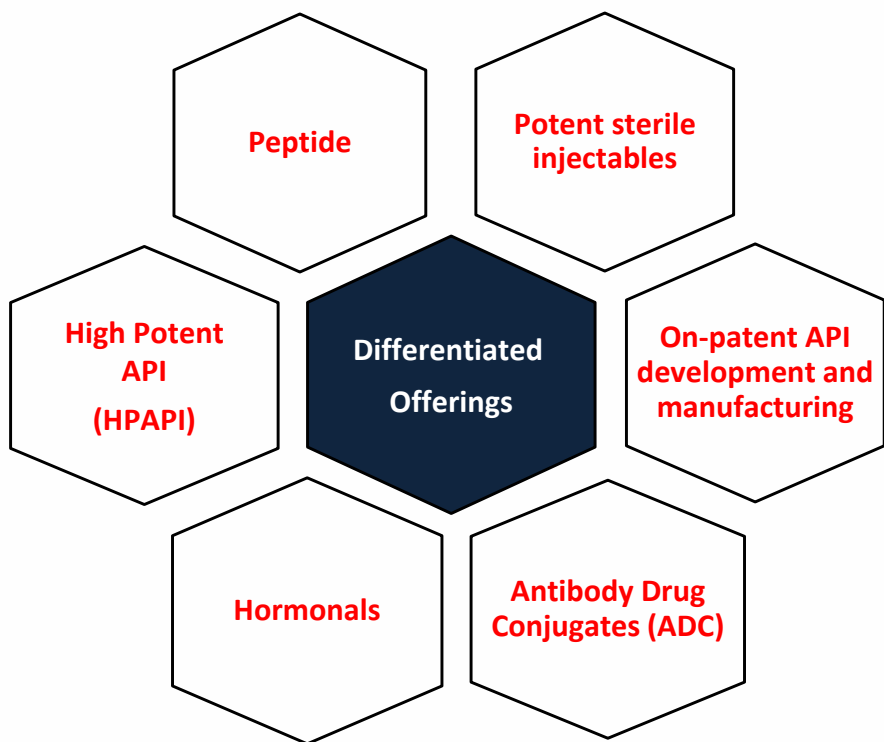 Peptide
Potent sterile
injectables
High Potent
API
(HPAPI)
Differentiated
Offerings
On-patent API
development and
manufacturing
Hormonals
Antibody Drug
Conjugates (ADC)